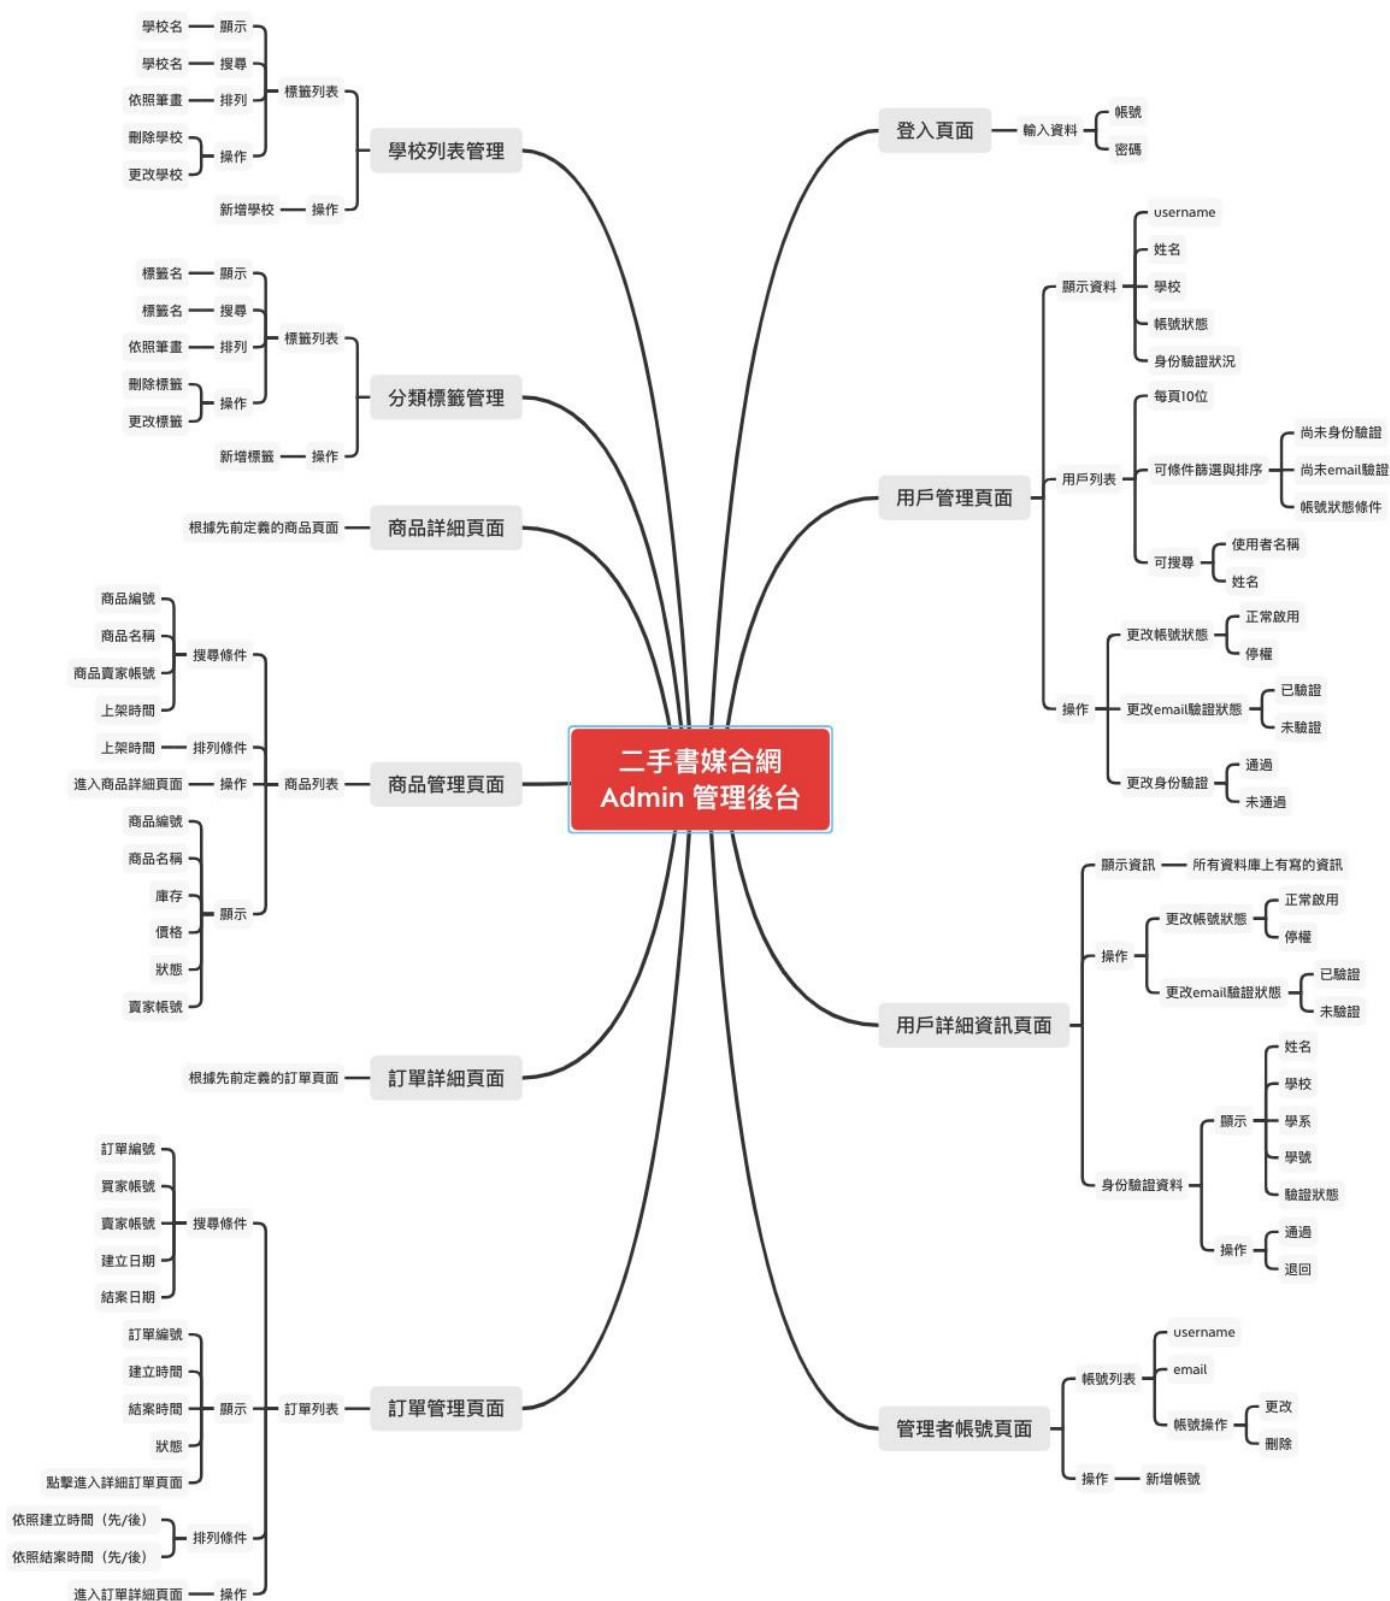 二手書媒合網
Admin 管理後台
登入頁面
輸入資料
帳號
密碼
用戶管理頁面
顯示資料
username
姓名
學校
帳號狀態
身份驗證狀況
用戶列表
每頁10位
可條件篩選與排序
尚未身份驗證
尚未email驗證
帳號狀態條件
可搜尋
使用者名稱
姓名
操作
更改帳號狀態
正常啟用
停權
更改email驗證狀態
已驗證
未驗證
更改身份驗證
通過
未通過
用戶詳細資訊頁面
顯示資訊
所有資料庫上有寫的資訊
操作
更改帳號狀態
正常啟用
停權
更改email驗證狀態
已驗證
未驗證
身份驗證資料
顯示
姓名
學校
學系
學號
驗證狀態
操作
通過
退回
管理者帳號頁面
帳號列表
username
email
帳號操作
更改
刪除
操作
新增帳號
學校列表管理
標籤列表
顯示
學校名
搜尋
學校名
排列
依照筆畫
操作
刪除學校
更改學校
操作
新增學校
分類標籤管理
標籤列表
顯示
標籤名
搜尋
標籤名
排列
依照筆畫
操作
刪除標籤
更改標籤
操作
新增標籤
商品詳細頁面
根據先前定義的商品頁面
商品管理頁面
商品列表
搜尋條件
商品編號
商品名稱
商品賣家帳號
上架時間
排列條件
上架時間
操作
進入商品詳細頁面
顯示
商品編號
商品名稱
庫存
價格
狀態
賣家帳號
訂單詳細頁面
根據先前定義的訂單頁面
訂單管理頁面
訂單列表
搜尋條件
訂單編號
買家帳號
賣家帳號
建立日期
結案日期
顯示
訂單編號
建立時間
結案時間
狀態
點擊進入詳細訂單頁面
排列條件
依照建立時間（先/後）
依照結案時間（先/後）
操作
進入訂單詳細頁面